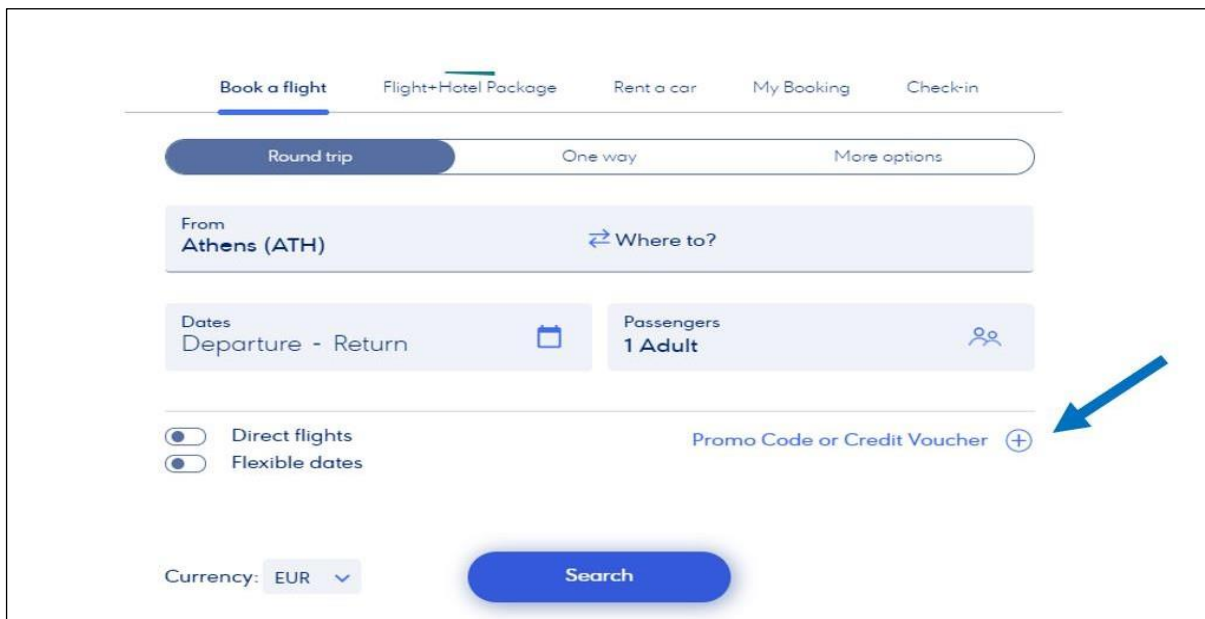 Book a flight Flight+Hotel Package Rent a car My Booking Check-in
Round trip One way More options
From
Athens (ATH) Where to?
Dates Passengers
Departure - Return 1 Adult
Direct flights Promo Code or Credit Voucher
Flexible dates
Currency: EUR Search